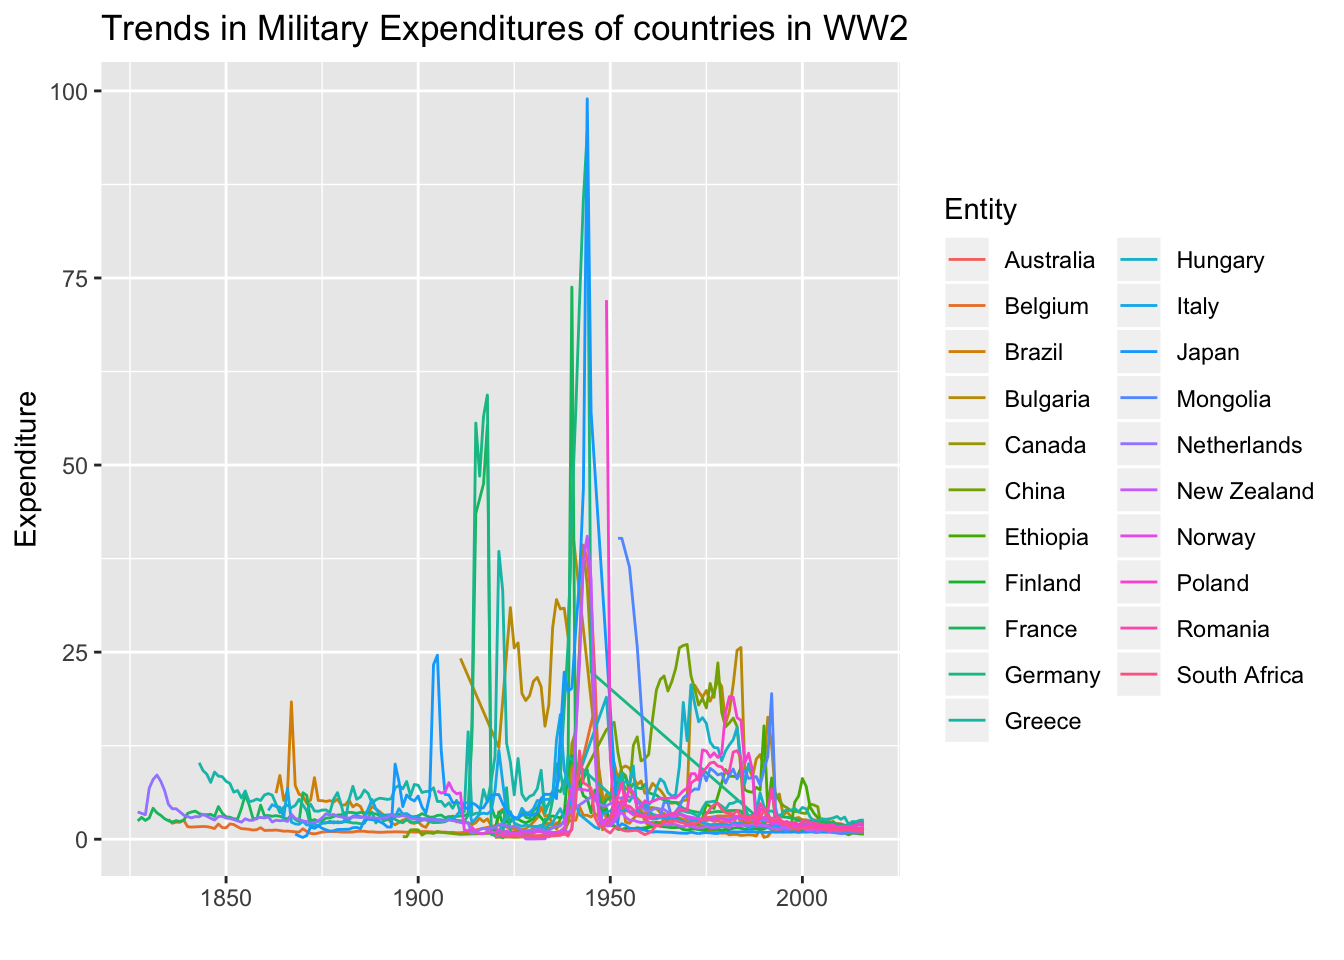 Trends in Military Expenditures of countries in WW2
100
75
50
25
0
Expenditure
1850
1900
1950
2000
Entity
Australia
Belgium
Brazil
Bulgaria
Canada
China
Ethiopia
Finland
France
Germany
Greece
Hungary
Italy
Japan
Mongolia
Netherlands
New Zealand
Norway
Poland
Romania
South Africa